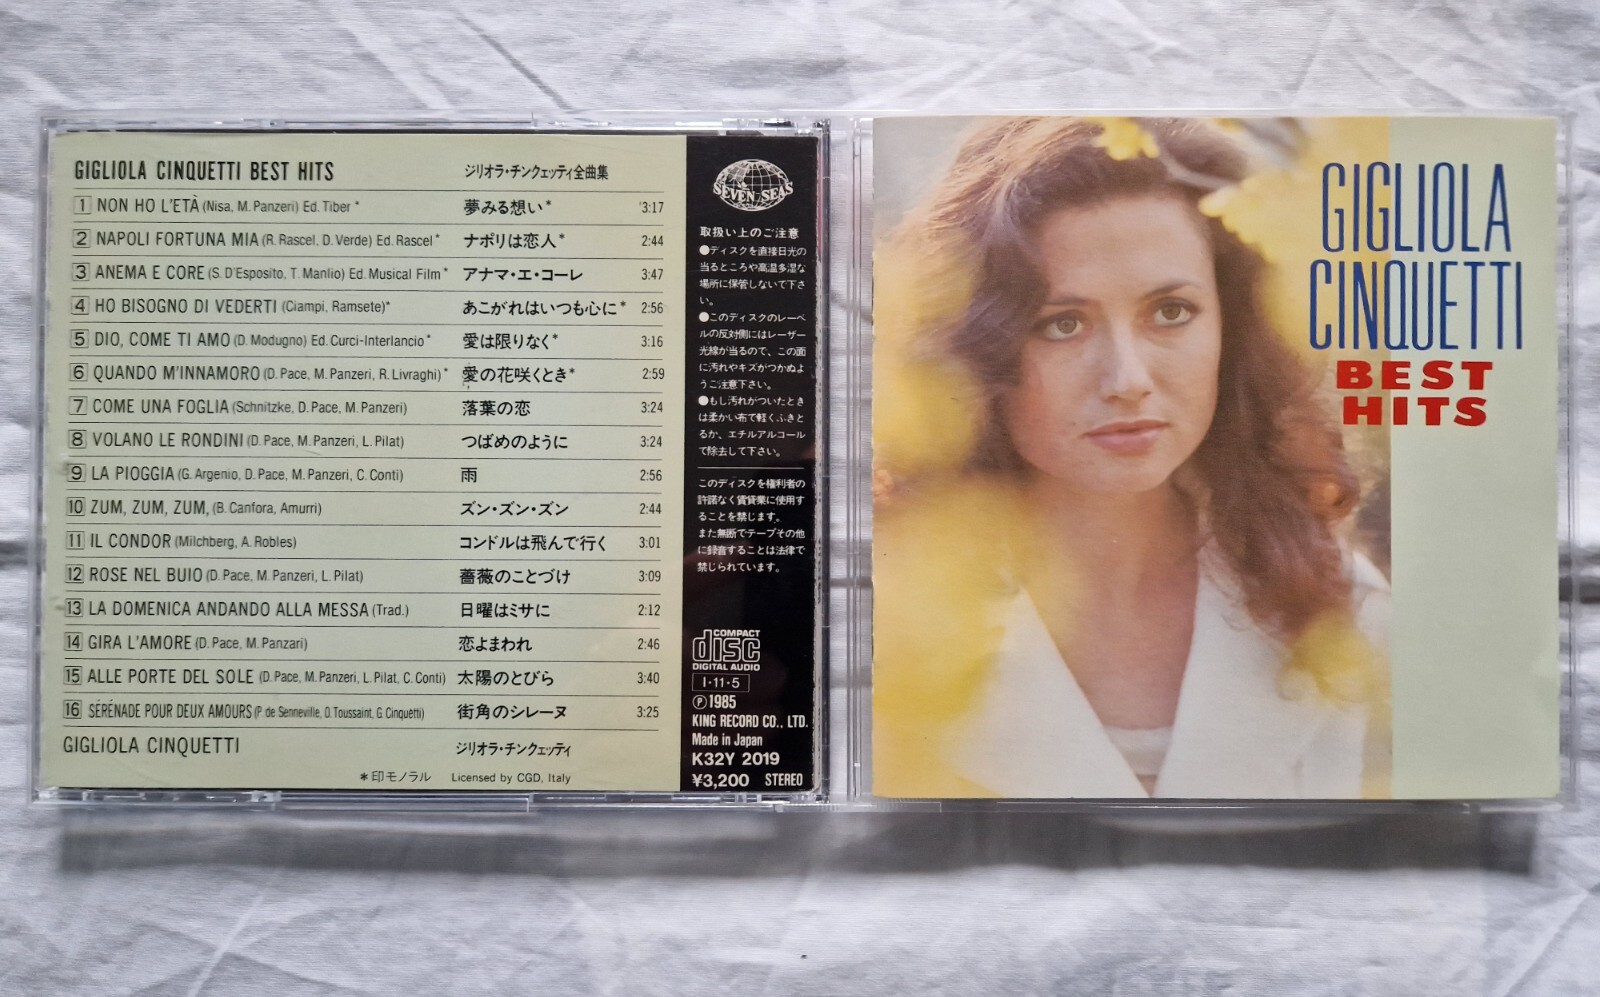 GIGLIOLA CINQUETTI BEST HITS ジリオラ・チンクェッティ全曲集
1 NON HO L'ETÀ (Nisa, M. Panzeri) Ed. Tiber * 夢みる想い* 3:17
2 NAPOLI FORTUNA MIA (R. Rascel, D. Verde) Ed. Rascel* ナポリは恋人* 2:44
3 ANEMA E CORE (S. D'Esposito, T. Manlio) Ed. Musical Film * アナマ・エ・コーレ 3:47
4 HO BISOGNO DI VEDERTI (Ciampi, Ramsete)* あこがれはいつも心に* 2:56
5 DIO, COME TI AMO (D. Modugno) Ed. Curci-Interlancio* 愛は限りなく* 3:16
6 QUANDO M'INNAMORO (D. Pace, M. Panzeri, R. Livraghi)* 愛の花咲くとき* 2:59
7 COME UNA FOGLIA (Schnitzke, D. Pace, M. Panzeri) 落葉の恋 3:24
8 VOLANO LE RONDINI (D. Pace, M. Panzeri, L. Pilat) つばめのように 3:24
9 LA PIOGGIA (G. Argenio, D. Pace, M. Panzeri, C. Conti) 雨 2:56
10 ZUM, ZUM, ZUM, (B. Canfora, Amurri) ズン・ズン・ズン 2:44
11 IL CONDOR (Milchberg, A. Robles) コンドルは飛んで行く 3:01
12 ROSE NEL BUIO (D. Pace, M. Panzeri, L. Pilat) 薔薇のことづけ 3:09
13 LA DOMENICA ANDANDO ALLA MESSA (Trad.) 日曜はミサに 2:12
14 GIRA L'AMORE (D. Pace, M. Panzari) 恋よまわれ 2:46
15 ALLE PORTE DEL SOLE (D. Pace, M. Panzeri, L. Pilat, C. Conti) 太陽のとびら 3:40
16 SÉRÉNADE POUR DEUX AMOURS (P. de Senneville, O. Toussaint, G. Cinquetti) 街角のシレーヌ 3:25
GIGLIOLA CINQUETTI ジリオラ・チンクェッティ
*印モノラル Licensed by CGD, Italy
SEVEN SEAS
取扱い上のご注意
●ディスクを直接日光の
当るところや高温多湿な
場所に保管しないで下さ
い。
●このディスクのレーベ
ルの反対側にはレーザー
光線が当るので、この面
に汚れやキズがつかぬよ
うご注意下さい。
●もし汚れがついたとき
は柔かい布で軽くふきと
るか、エチルアルコール
で除去して下さい。
このディスクを権利者の
許諾なく賃貸業に使用す
ることを禁じます。
また無断でテープその他
に録音することは法律で
禁じられています。
COMPACT
disc
DIGITAL AUDIO
I・11・5
Ⓟ1985
KING RECORD CO., LTD.
Made in Japan
K32Y 2019
¥3,200 STEREO
GIGLIOLA
CINQUETTI
BEST
HITS